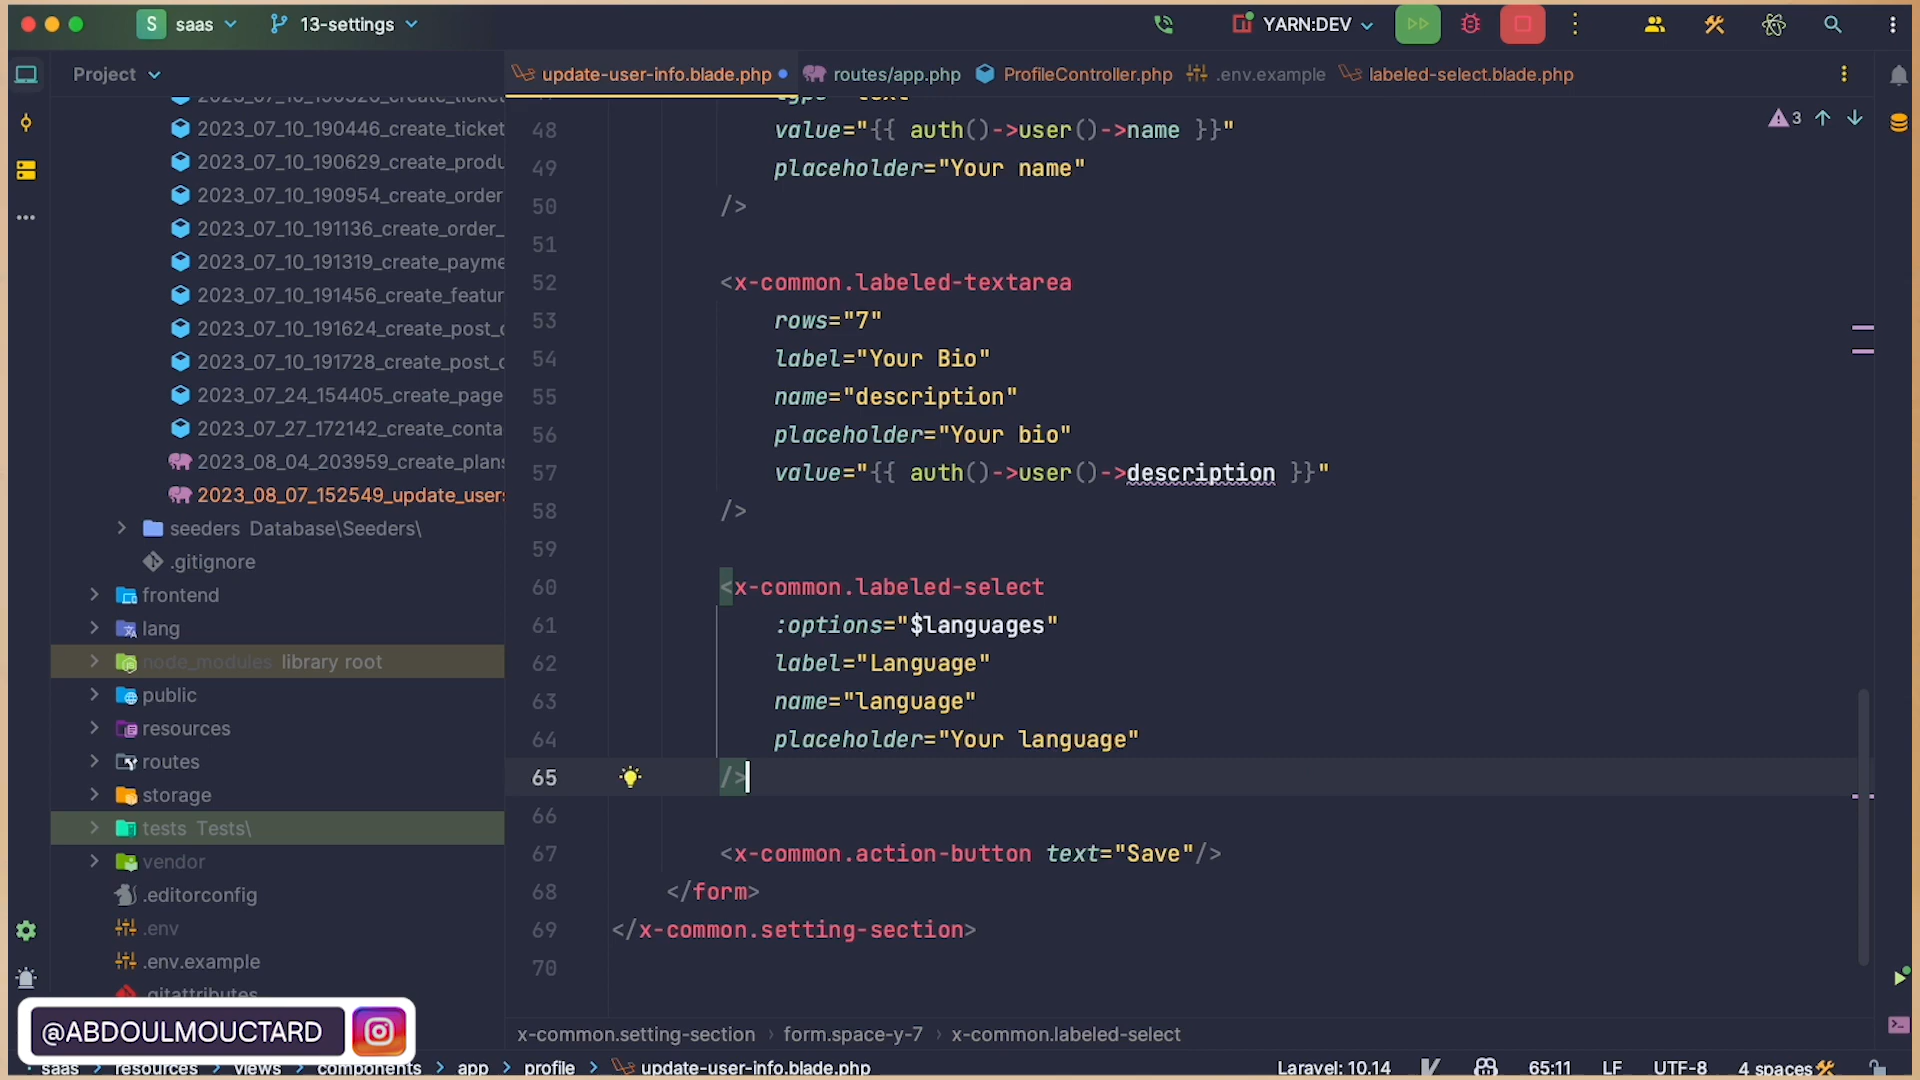 S saas 13-settings YARN:DEV
Project
update-user-info.blade.php routes/app.php ProfileController.php .env.example labeled-select.blade.php
2023_07_10_190326_create_ticket
2023_07_10_190446_create_ticket
2023_07_10_190629_create_produ
2023_07_10_190954_create_order
2023_07_10_191136_create_order_
2023_07_10_191319_create_payme
2023_07_10_191456_create_featur
2023_07_10_191624_create_post_c
2023_07_10_191728_create_post_c
2023_07_24_154405_create_page
2023_07_27_172142_create_conta
2023_08_04_203959_create_plans
2023_08_07_152549_update_users
seeders Database\Seeders\
.gitignore
frontend
lang
node_modules library root
public
resources
routes
storage
tests Tests\
vendor
.editorconfig
.env
.env.example
.gitattributes
type="text"
48 value="{{ auth()->user()->name }}"
49 placeholder="Your name"
50 />
51
52 <x-common.labeled-textarea
53 rows="7"
54 label="Your Bio"
55 name="description"
56 placeholder="Your bio"
57 value="{{ auth()->user()->description }}"
58 />
59
60 <x-common.labeled-select
61 :options="$languages"
62 label="Language"
63 name="language"
64 placeholder="Your language"
65 />
66
67 <x-common.action-button text="Save"/>
68 </form>
69 </x-common.setting-section>
70
3
@ABDOULMOUCTARD
x-common.setting-section › form.space-y-7 › x-common.labeled-select
saas › resources › views › components › app › profile › update-user-info.blade.php
Laravel: 10.14 65:11 LF UTF-8 4 spaces